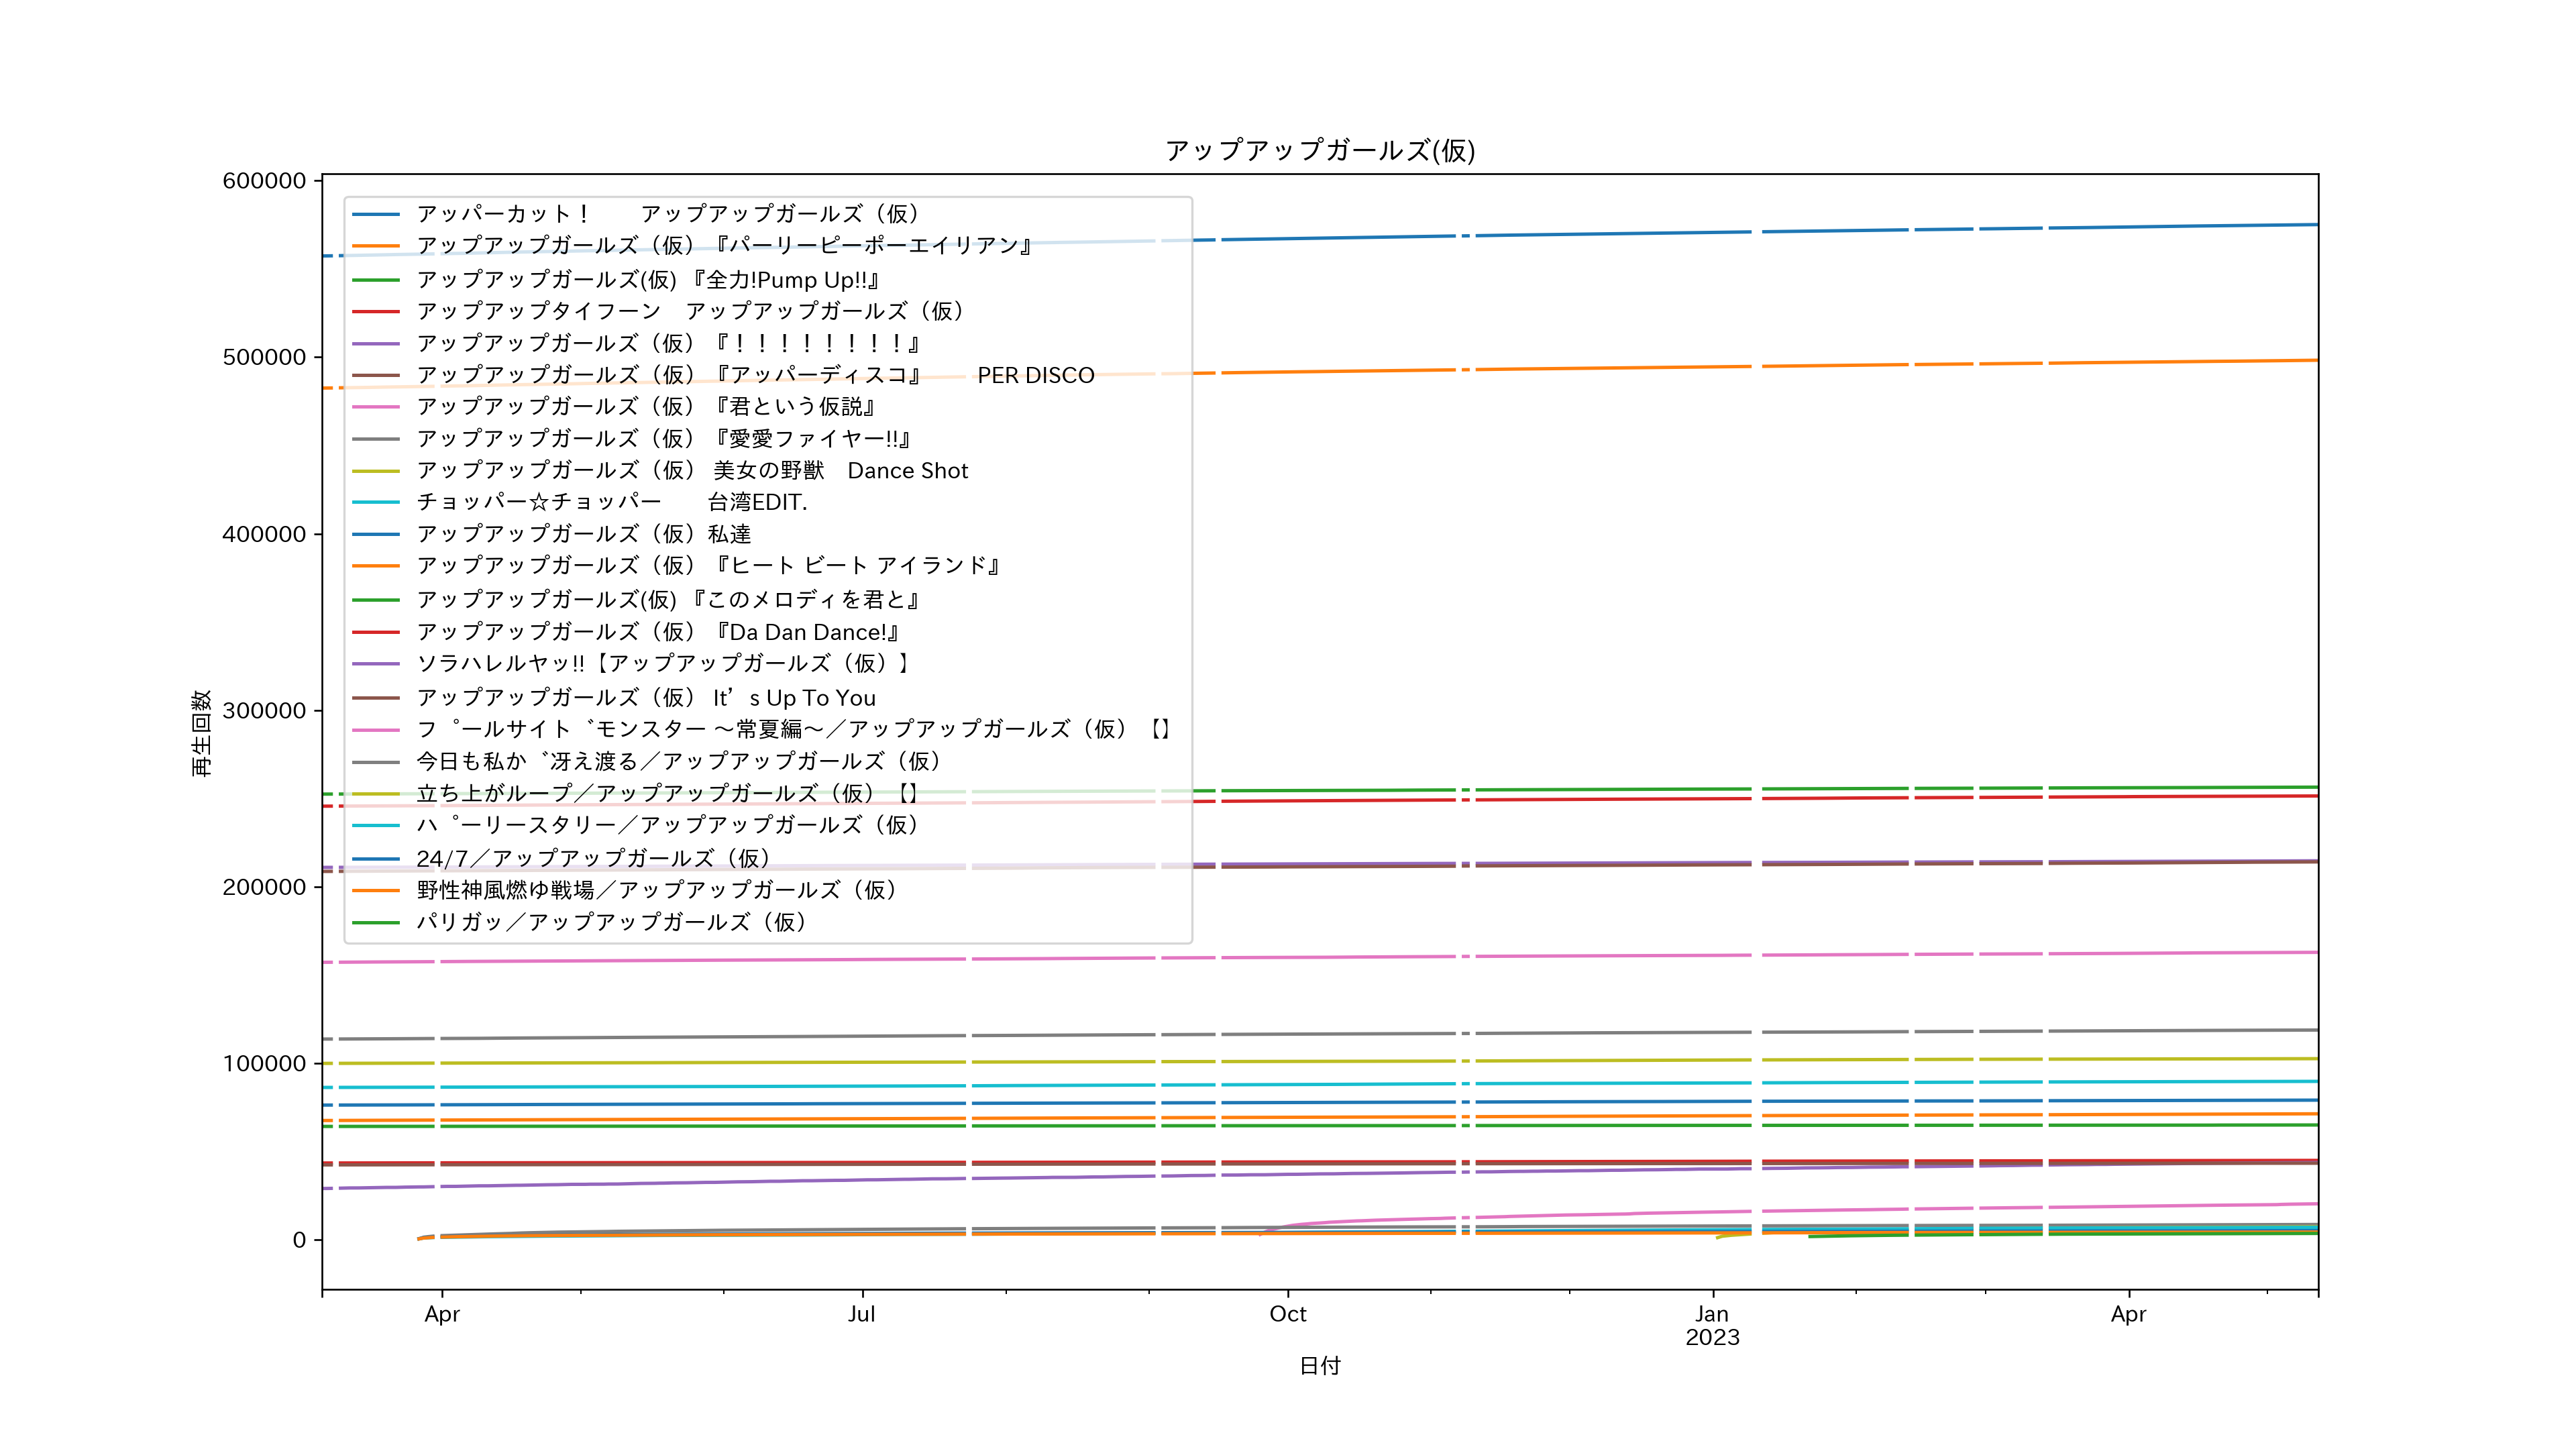 アップアップガールズ(仮)
600000
500000
400000
300000
200000
100000
0
再生回数
アッパーカット！　　アップアップガールズ（仮）
アップアップガールズ（仮）『パーリーピーポーエイリアン』
アップアップガールズ(仮) 『全力!Pump Up!!』
アップアップタイフーン　アップアップガールズ（仮）
アップアップガールズ（仮）『！！！！！！！！』
アップアップガールズ（仮）『アッパーディスコ』　　PER DISCO
アップアップガールズ（仮）『君という仮説』
アップアップガールズ（仮）『愛愛ファイヤー!!』
アップアップガールズ（仮） 美女の野獣　Dance Shot
チョッパー☆チョッパー　　台湾EDIT.
アップアップガールズ（仮）私達
アップアップガールズ（仮）『ヒート ビート アイランド』
アップアップガールズ(仮) 『このメロディを君と』
アップアップガールズ（仮）『Da Dan Dance!』
ソラハレルヤッ!!【アップアップガールズ（仮）】
アップアップガールズ（仮） It’s Up To You
フ゜ールサイト゛モンスター 〜常夏編〜／アップアップガールズ（仮）【】
今日も私か゛冴え渡る／アップアップガールズ（仮）
立ち上がループ／アップアップガールズ（仮）【】
ハ゜ーリースタリー／アップアップガールズ（仮）
24/7／アップアップガールズ（仮）
野性神風燃ゆ戦場／アップアップガールズ（仮）
パリガッ／アップアップガールズ（仮）
Apr
Jul
Oct
Jan
2023
Apr
日付